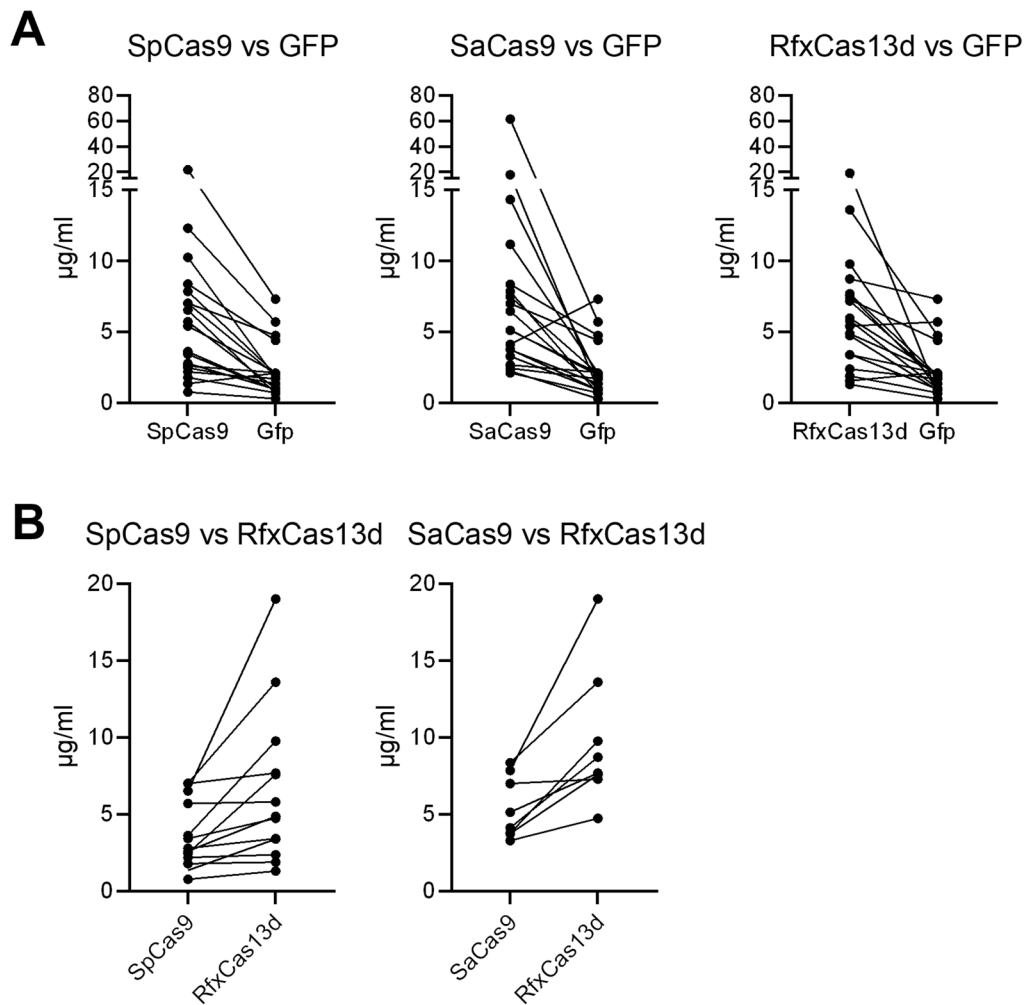 A
SpCas9 vs GFP
SaCas9 vs GFP
RfxCas13d vs GFP
80
60
40
20
15
10
5
0
µg/ml
SpCas9 Gfp
80
60
40
20
15
10
5
0
µg/ml
SaCas9 Gfp
80
60
40
20
15
10
5
0
µg/ml
RfxCas13d Gfp
B
SpCas9 vs RfxCas13d
SaCas9 vs RfxCas13d
20
15
10
5
0
µg/ml
SpCas9
RfxCas13d
20
15
10
5
0
µg/ml
SaCas9
RfxCas13d